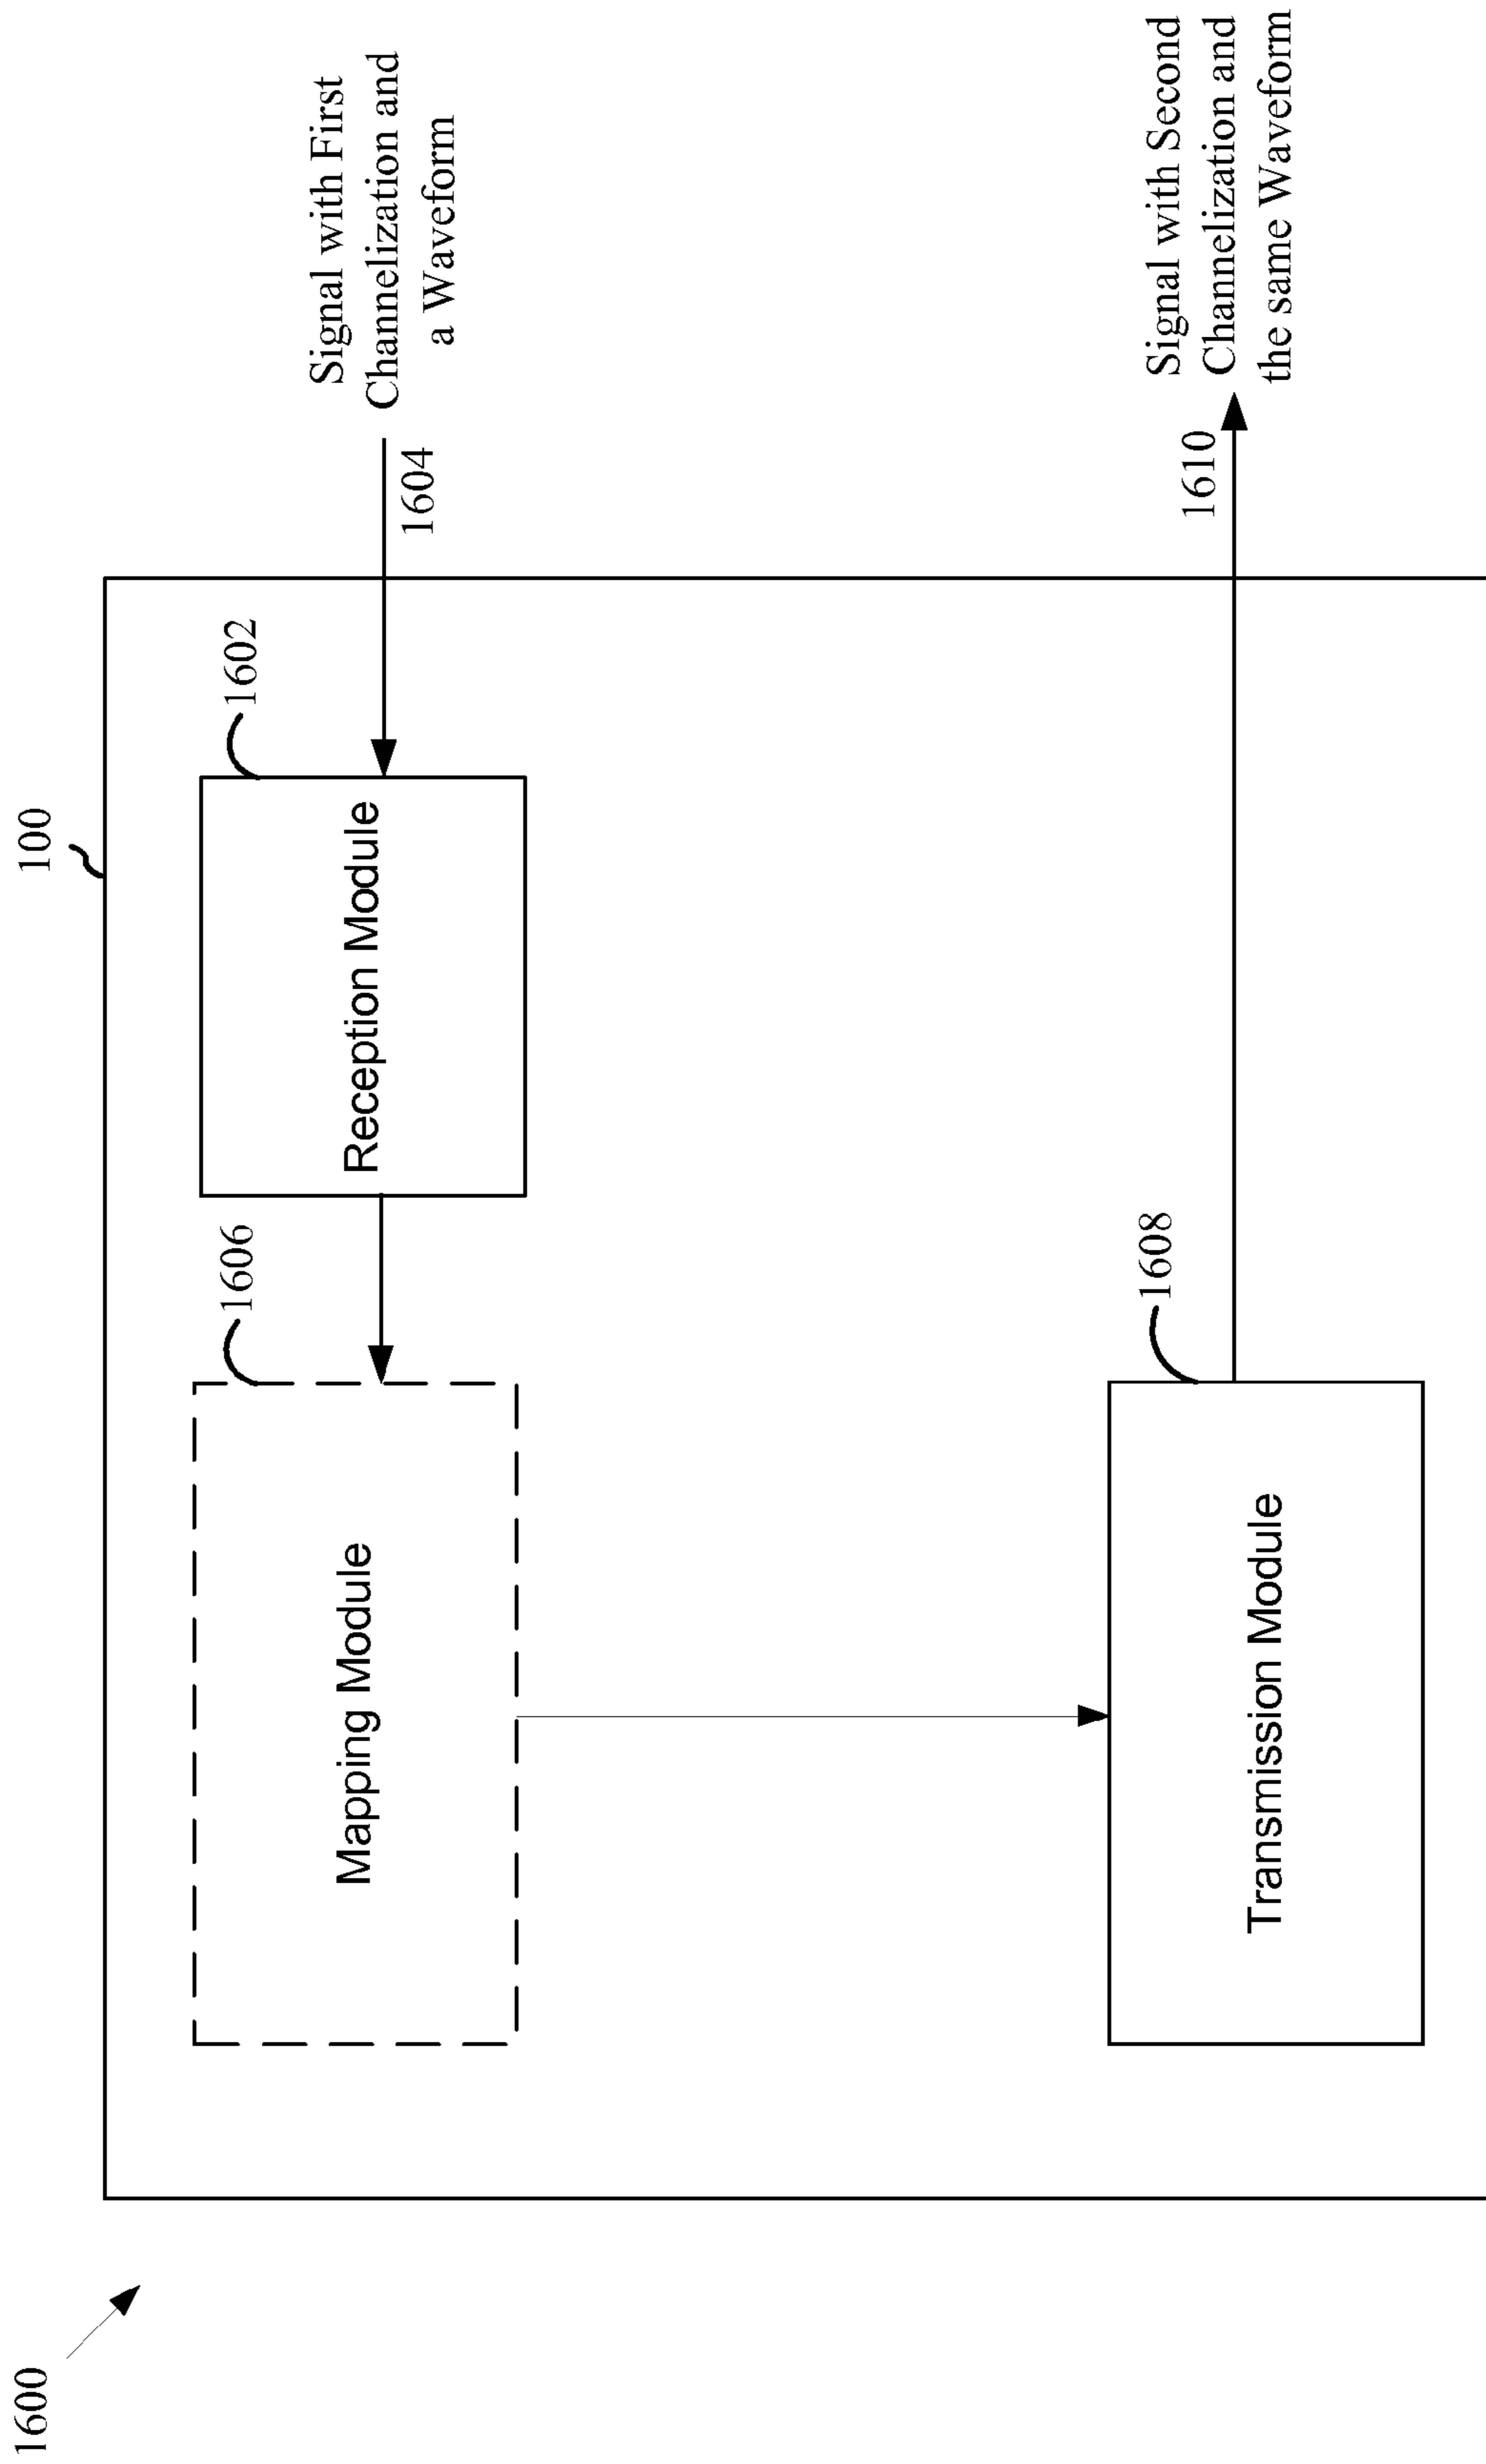 1600
100
1606
1602
Mapping Module
Reception Module
1604
Signal with First
Channelization and
a Waveform
1608
Transmission Module
1610
Signal with Second
Channelization and
the same Waveform